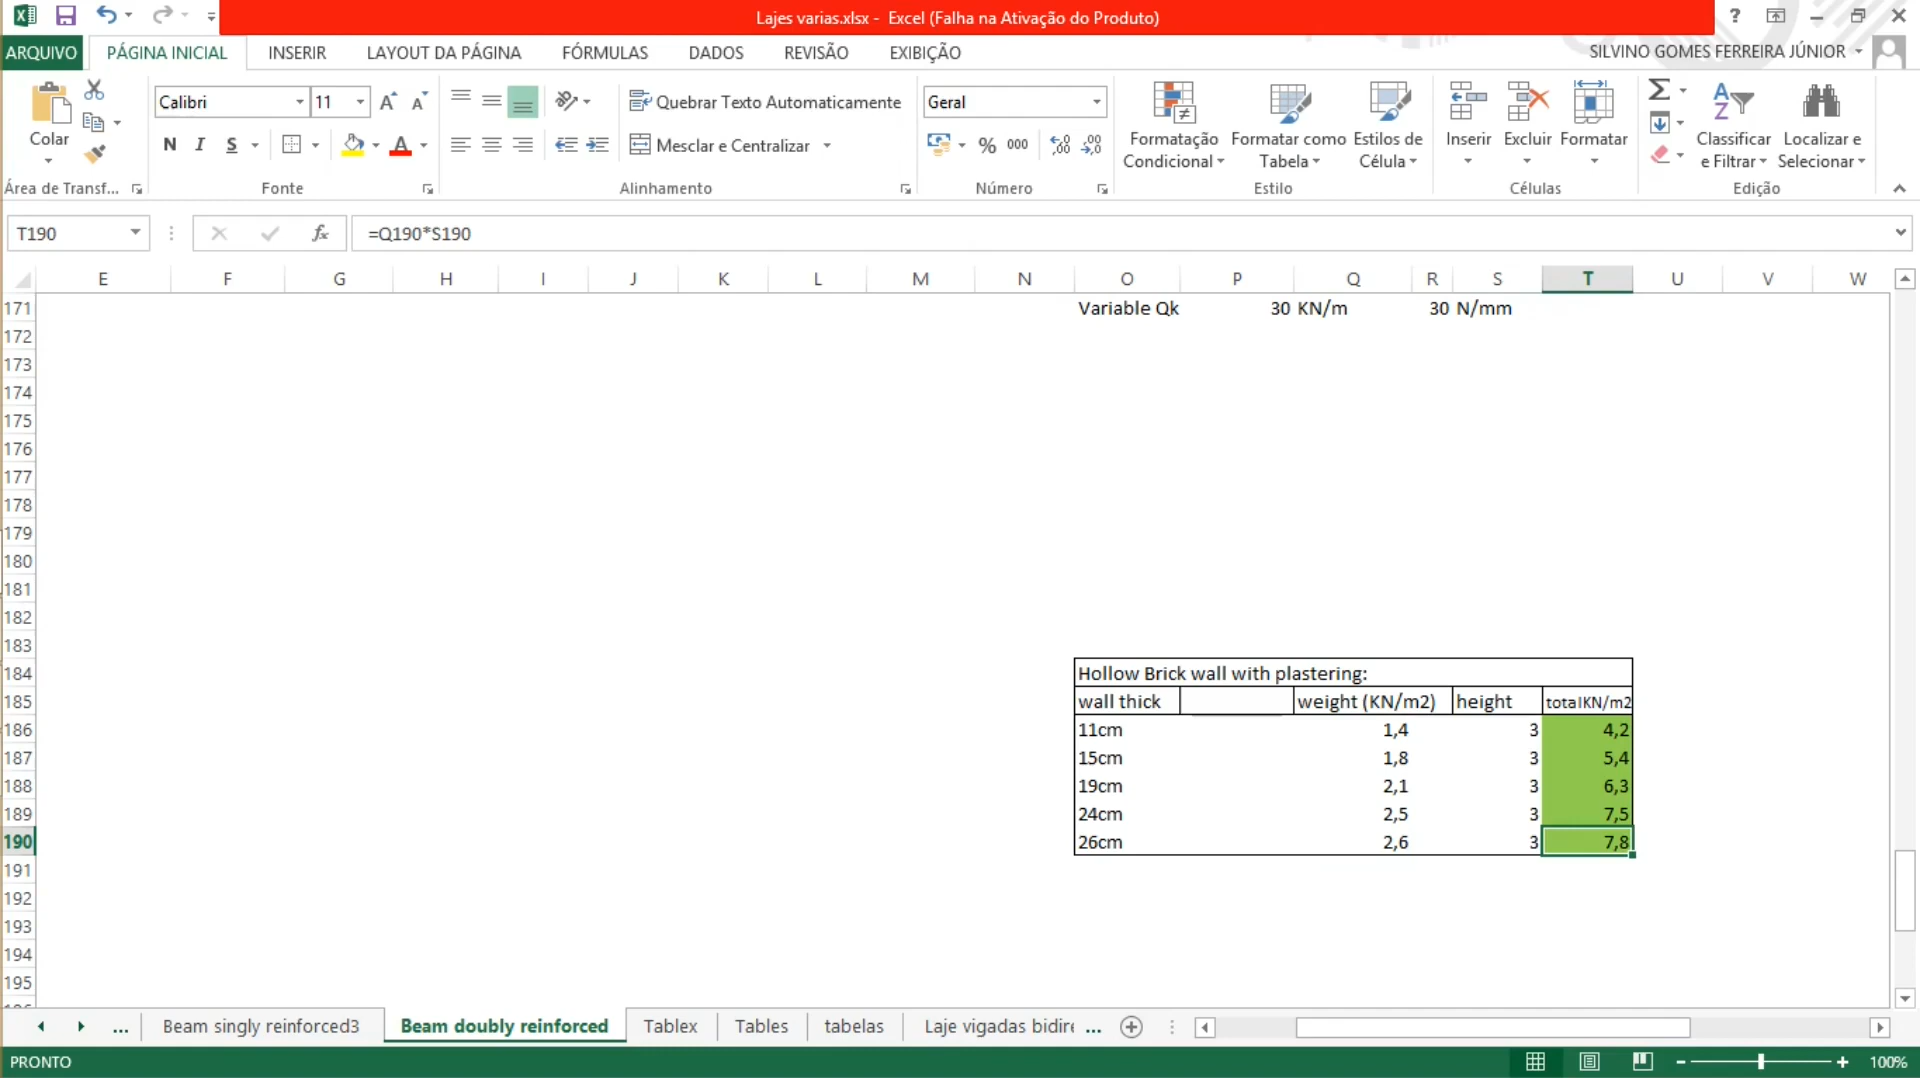 Lajes varias.xlsx - Excel (Falha na Ativação do Produto)
?
ARQUIVO PÁGINA INICIAL INSERIR LAYOUT DA PÁGINA FÓRMULAS DADOS REVISÃO EXIBIÇÃO SILVINO GOMES FERREIRA JÚNIOR
Colar
Calibri 11
N I S
Quebrar Texto Automaticamente
Mesclar e Centralizar
Geral
% 000 ,00 ,00
Formatação Condicional
Formatar como Tabela
Estilos de Célula
Inserir Excluir Formatar
Classificar e Filtrar
Localizar e Selecionar
Área de Transf... Fonte Alinhamento Número Estilo Células Edição
T190 fx =Q190*S190
E F G H I J K L M N O P Q R S T U V W
171 Variable Qk 30 KN/m 30 N/mm
172
173
174
175
176
177
178
179
180
181
182
183
184 Hollow Brick wall with plastering:
185 wall thick weight (KN/m2) height totalKN/m2
186 11cm 1,4 3 4,2
187 15cm 1,8 3 5,4
188 19cm 2,1 3 6,3
189 24cm 2,5 3 7,5
190 26cm 2,6 3 7,8
191
192
193
194
195
... Beam singly reinforced3 Beam doubly reinforced Tablex Tables tabelas Laje vigadas bidire ...
PRONTO 100%